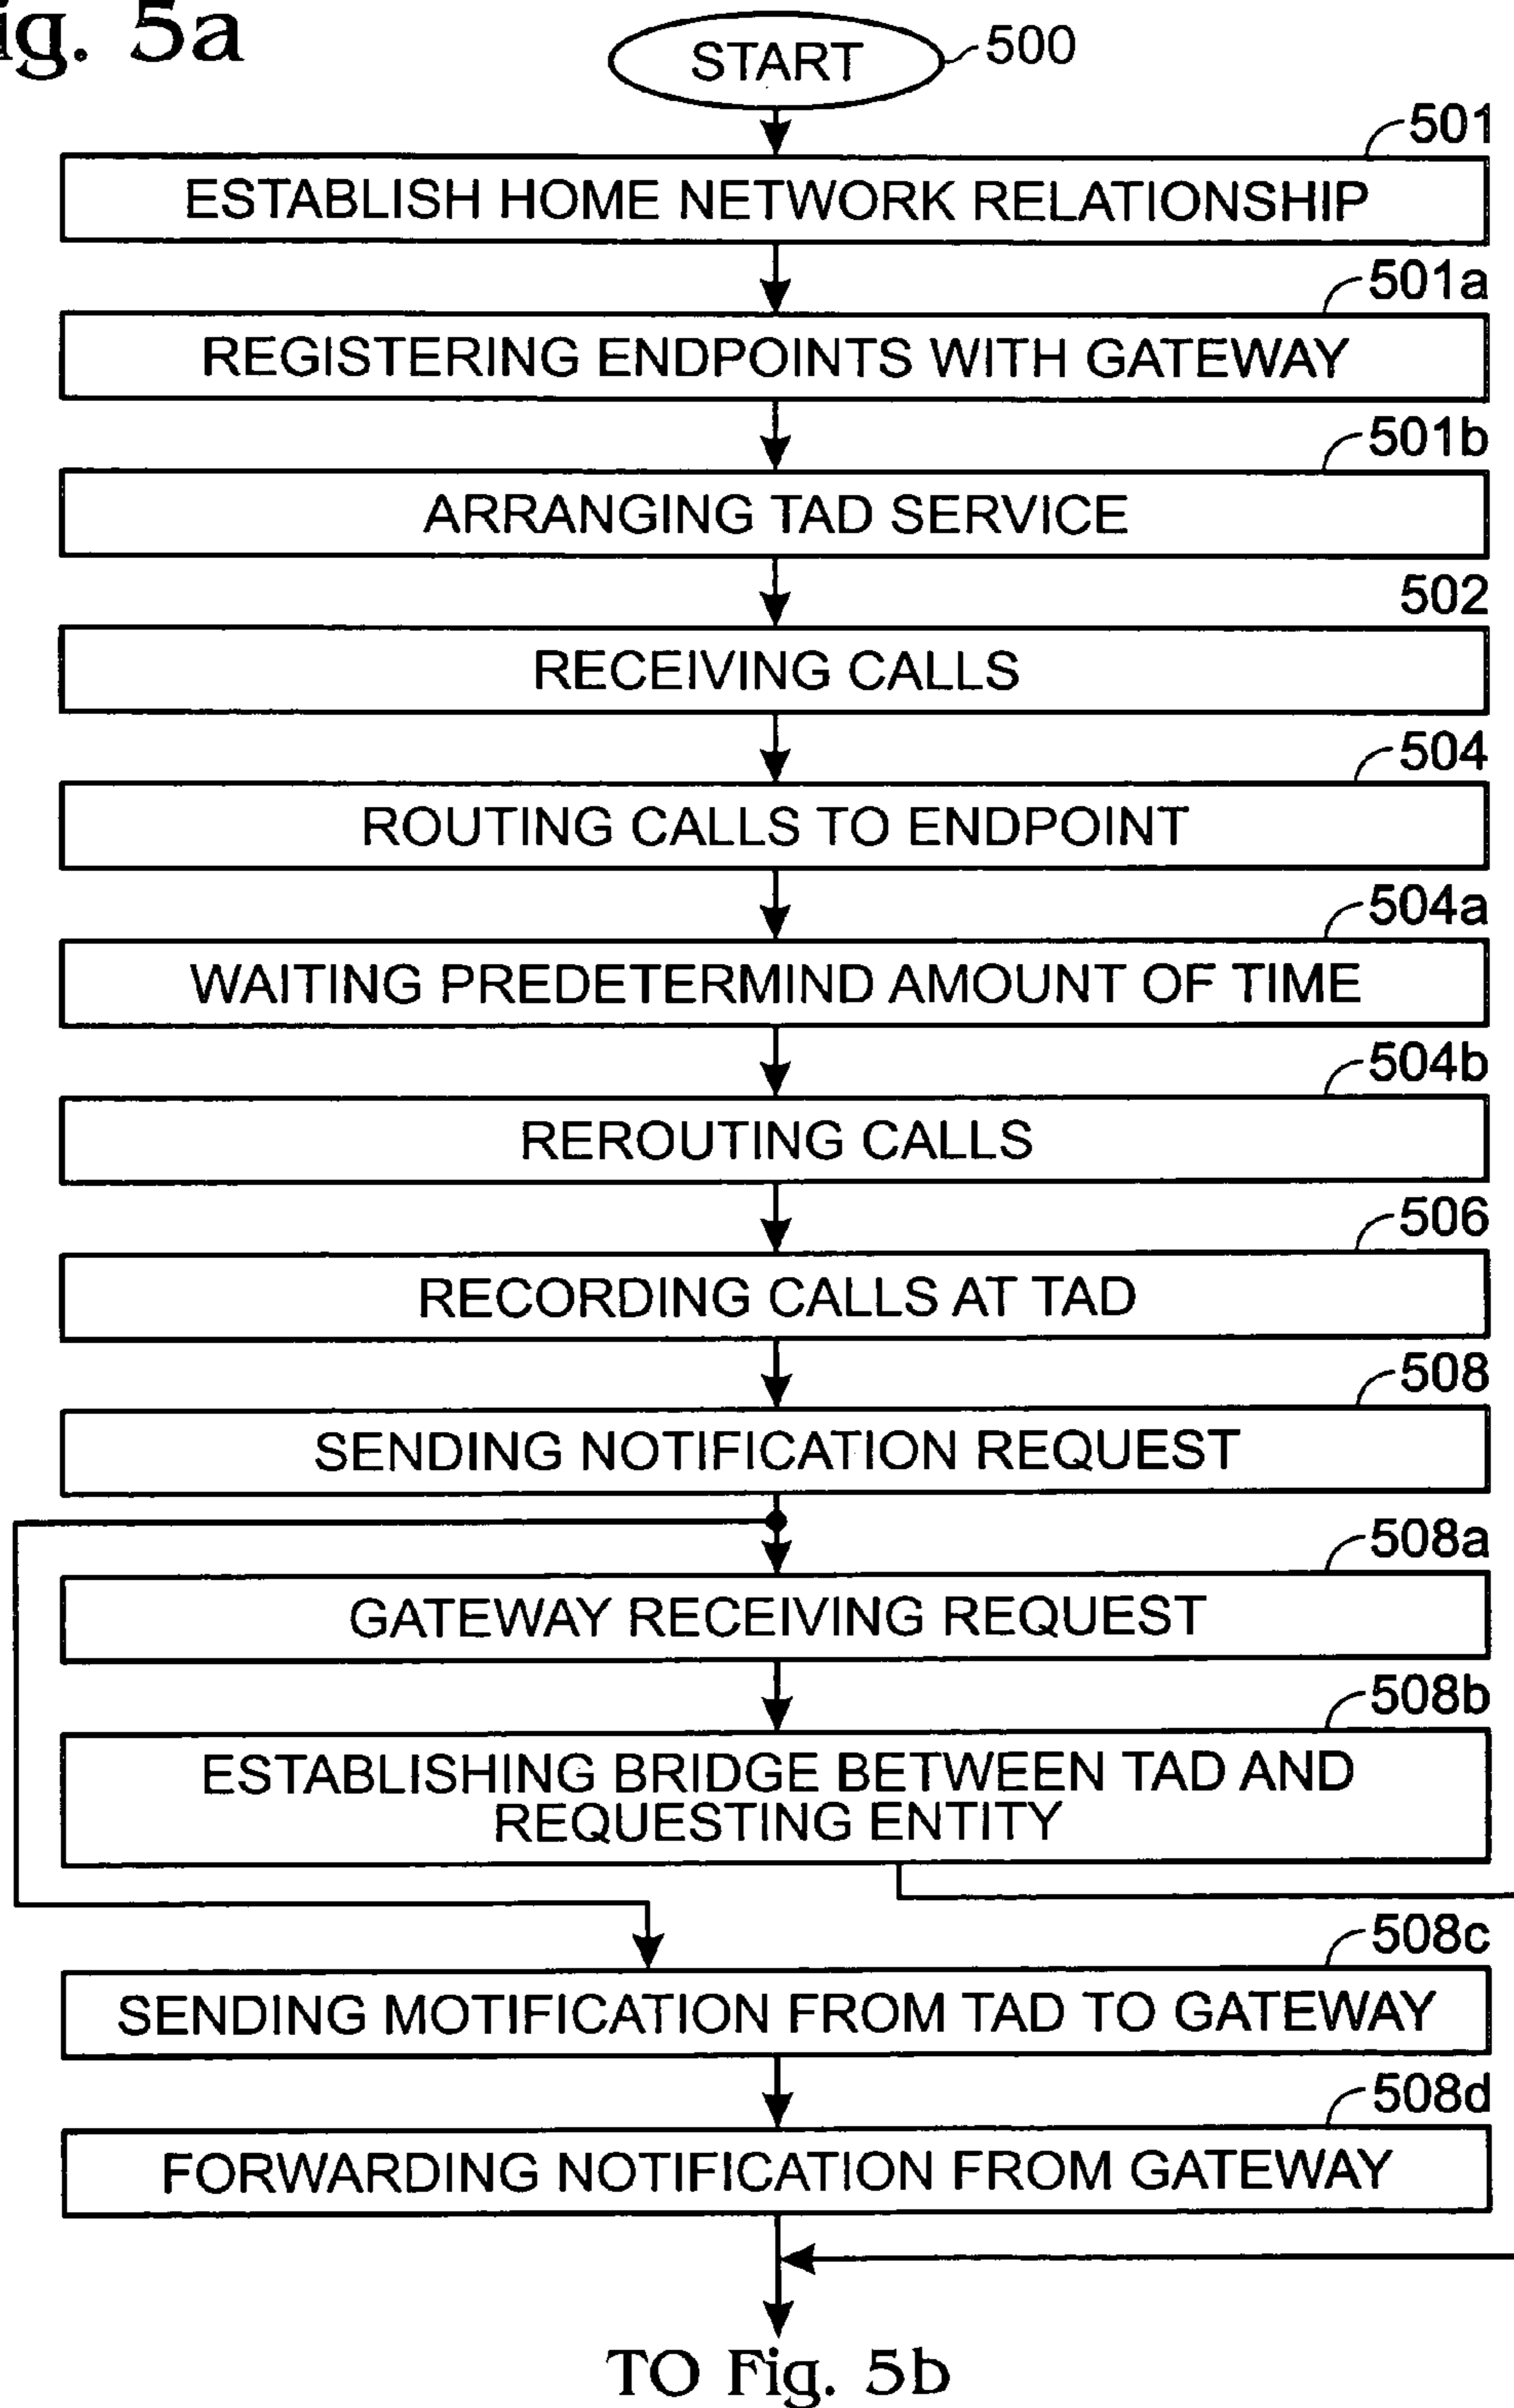 ig. 5a
START
500
501
ESTABLISH HOME NETWORK RELATIONSHIP
501a
REGISTERING ENDPOINTS WITH GATEWAY
501b
ARRANGING TAD SERVICE
502
RECEIVING CALLS
504
ROUTING CALLS TO ENDPOINT
504a
WAITING PREDETERMIND AMOUNT OF TIME
504b
REROUTING CALLS
506
RECORDING CALLS AT TAD
508
SENDING NOTIFICATION REQUEST
508a
GATEWAY RECEIVING REQUEST
508b
ESTABLISHING BRIDGE BETWEEN TAD AND
REQUESTING ENTITY
508c
SENDING MOTIFICATION FROM TAD TO GATEWAY
508d
FORWARDING NOTIFICATION FROM GATEWAY
TO Fig. 5b